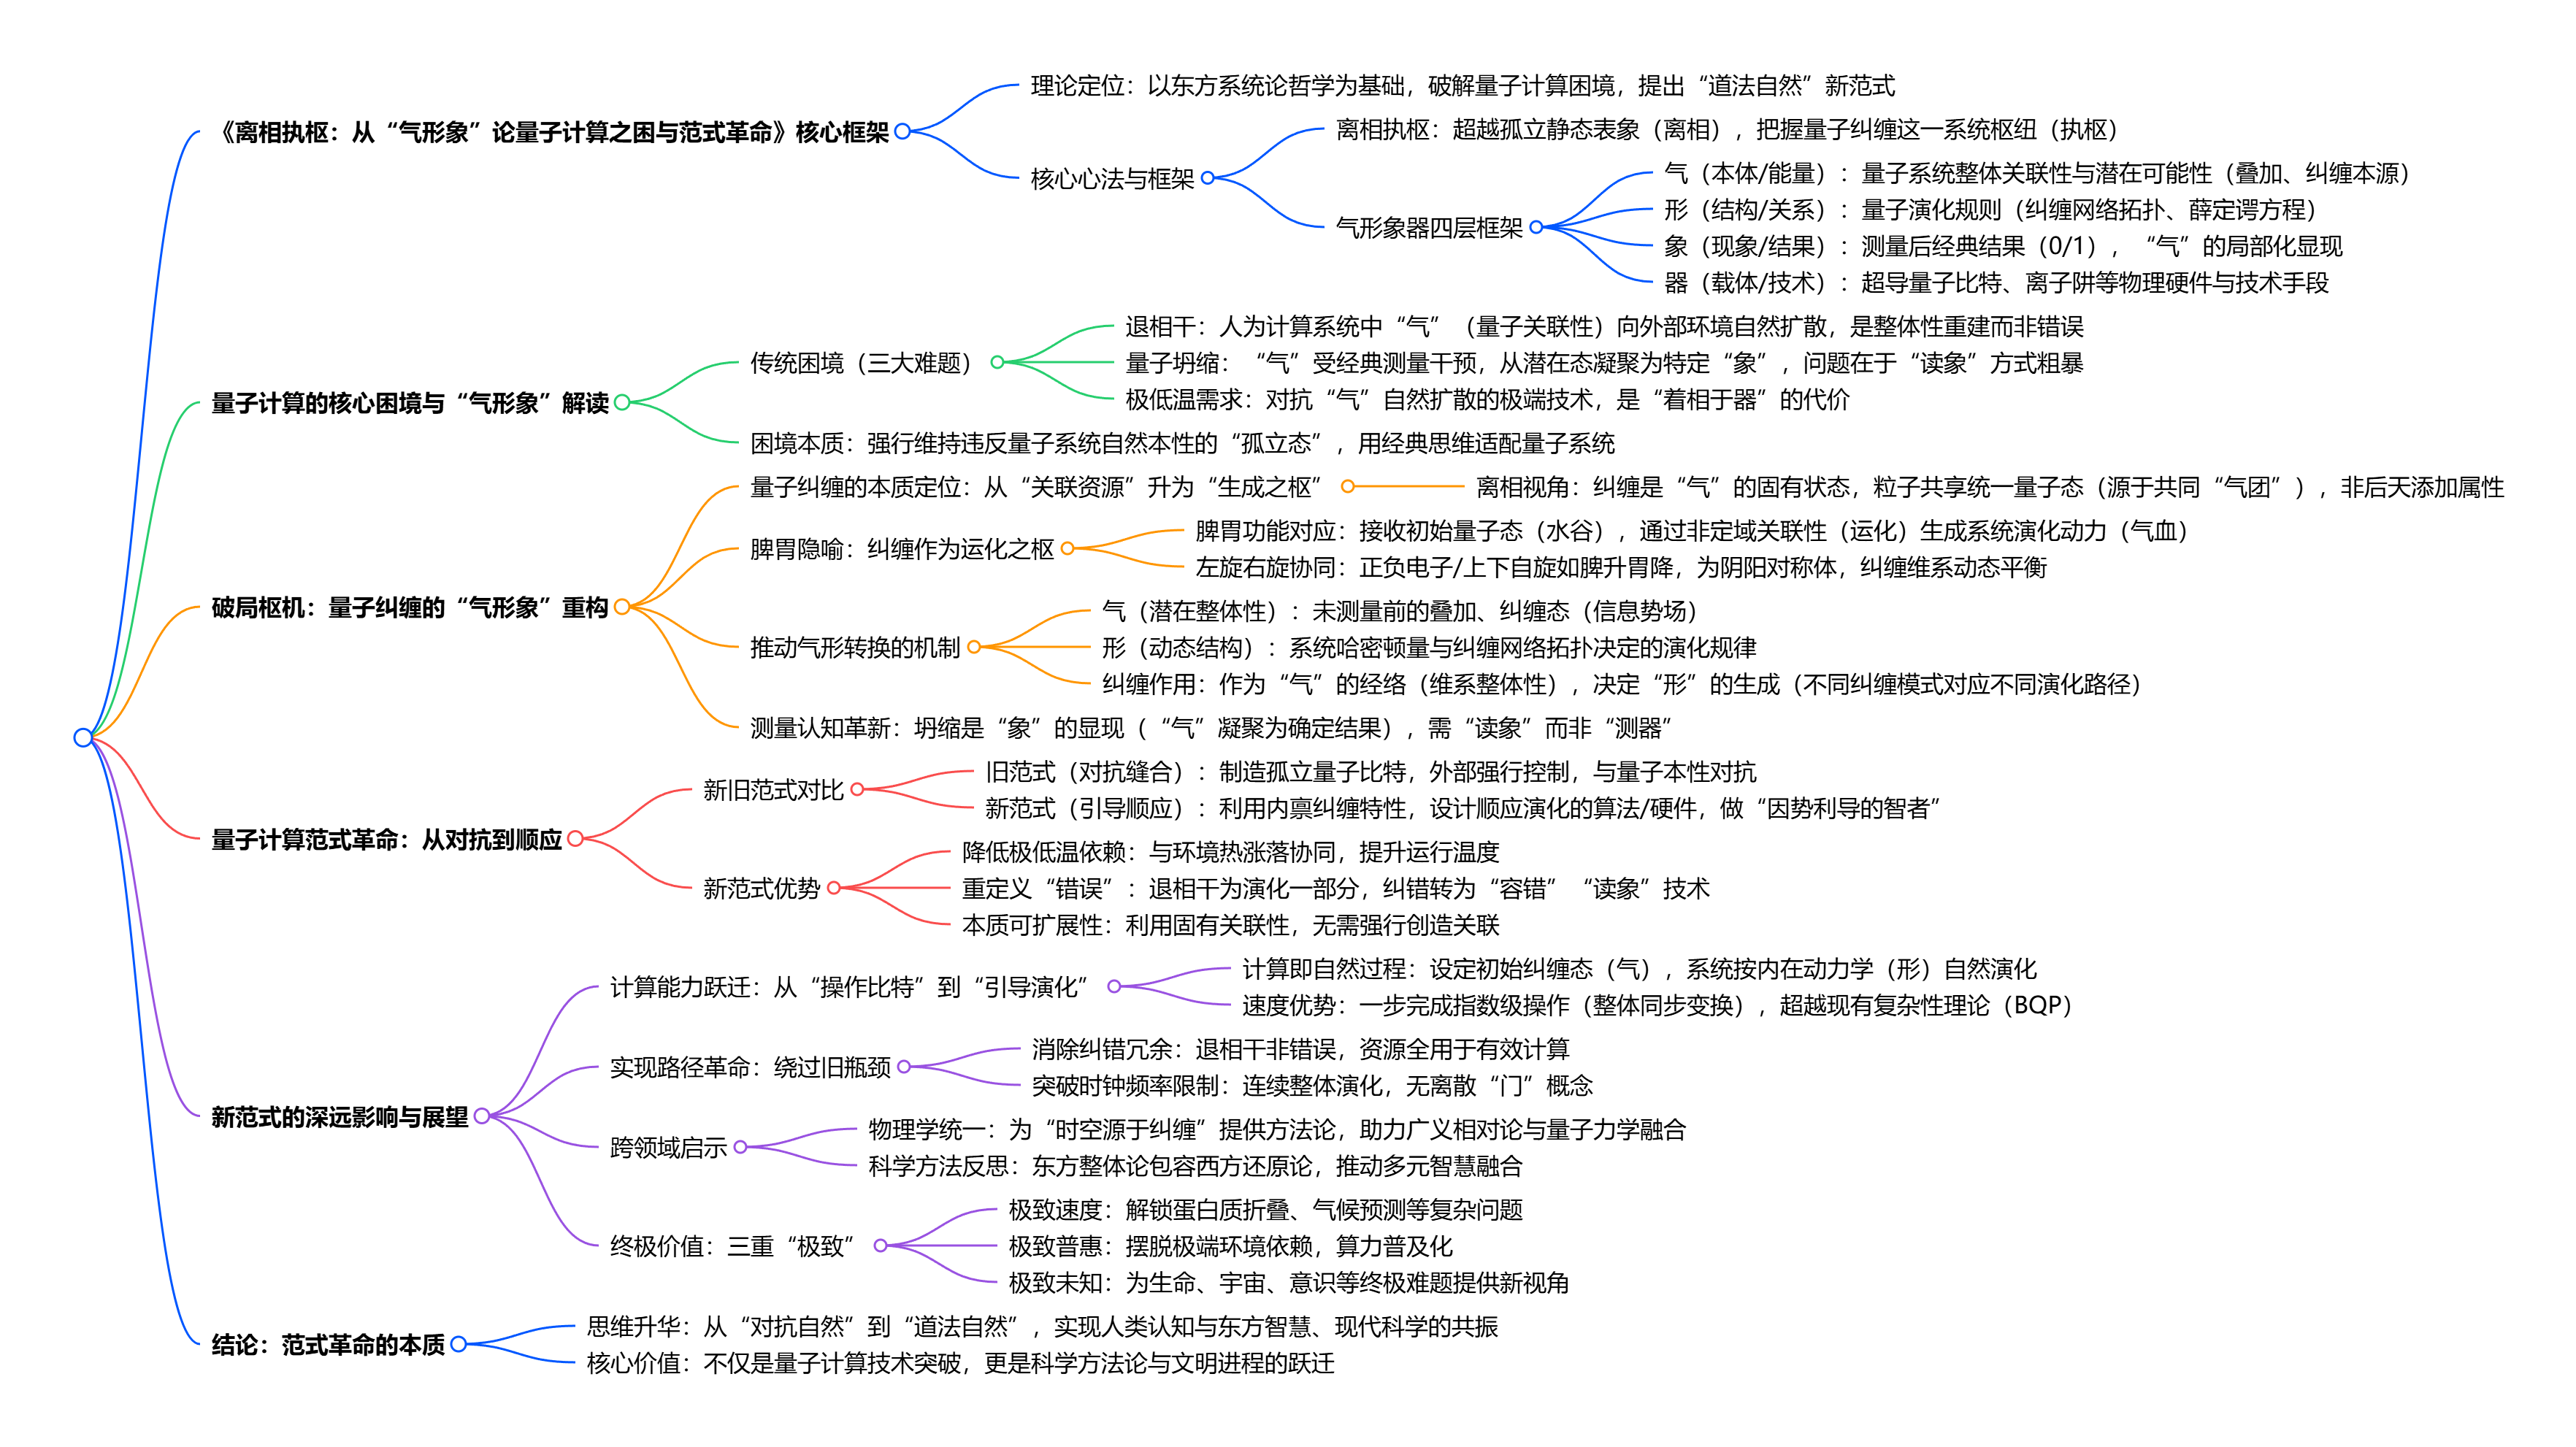 《离相执枢：从“气形象”论量子计算之困与范式革命》核心框架
理论定位：以东方系统论哲学为基础，破解量子计算困境，提出“道法自然”新范式
核心心法与框架
离相执枢：超越孤立静态表象（离相），把握量子纠缠这一系统枢纽（执枢）
气形象器四层框架
气（本体/能量）：量子系统整体关联性与潜在可能性（叠加、纠缠本源）
形（结构/关系）：量子演化规则（纠缠网络拓扑、薛定谔方程）
象（现象/结果）：测量后经典结果（0/1），“气”的局部化显现
器（载体/技术）：超导量子比特、离子阱等物理硬件与技术手段
量子计算的核心困境与“气形象”解读
传统困境（三大难题）
退相干：人为计算系统中“气”（量子关联性）向外部环境自然扩散，是整体性重建而非错误
量子坍缩：“气”受经典测量干预，从潜在态凝聚为特定“象”，问题在于“读象”方式粗暴
极低温需求：对抗“气”自然扩散的极端技术，是“着相于器”的代价
困境本质：强行维持违反量子系统自然本性的“孤立态”，用经典思维适配量子系统
破局枢机：量子纠缠的“气形象”重构
量子纠缠的本质定位：从“关联资源”升为“生成之枢”
离相视角：纠缠是“气”的固有状态，粒子共享统一量子态（源于共同“气团”），非后天添加属性
脾胃隐喻：纠缠作为运化之枢
脾胃功能对应：接收初始量子态（水谷），通过非定域关联性（运化）生成系统演化动力（气血）
左旋右旋协同：正负电子/上下自旋如脾升胃降，为阴阳对称体，纠缠维系动态平衡
推动气形转换的机制
气（潜在整体性）：未测量前的叠加、纠缠态（信息势场）
形（动态结构）：系统哈密顿量与纠缠网络拓扑决定的演化规律
纠缠作用：作为“气”的经络（维系整体性），决定“形”的生成（不同纠缠模式对应不同演化路径）
测量认知革新：坍缩是“象”的显现（“气”凝聚为确定结果），需“读象”而非“测器”
量子计算范式革命：从对抗到顺应
新旧范式对比
旧范式（对抗缝合）：制造孤立量子比特，外部强行控制，与量子本性对抗
新范式（引导顺应）：利用内禀纠缠特性，设计顺应演化的算法/硬件，做“因势利导的智者”
新范式优势
降低极低温依赖：与环境热涨落协同，提升运行温度
重定义“错误”：退相干为演化一部分，纠错转为“容错”“读象”技术
本质可扩展性：利用固有关联性，无需强行创造关联
新范式的深远影响与展望
计算能力跃迁：从“操作比特”到“引导演化”
计算即自然过程：设定初始纠缠态（气），系统按内在动力学（形）自然演化
速度优势：一步完成指数级操作（整体同步变换），超越现有复杂性理论（BQP）
实现路径革命：绕过旧瓶颈
消除纠错冗余：退相干非错误，资源全用于有效计算
突破时钟频率限制：连续整体演化，无离散“门”概念
跨领域启示
物理学统一：为“时空源于纠缠”提供方法论，助力广义相对论与量子力学融合
科学方法反思：东方整体论包容西方还原论，推动多元智慧融合
终极价值：三重“极致”
极致速度：解锁蛋白质折叠、气候预测等复杂问题
极致普惠：摆脱极端环境依赖，算力普及化
极致未知：为生命、宇宙、意识等终极难题提供新视角
结论：范式革命的本质
思维升华：从“对抗自然”到“道法自然”，实现人类认知与东方智慧、现代科学的共振
核心价值：不仅是量子计算技术突破，更是科学方法论与文明进程的跃迁